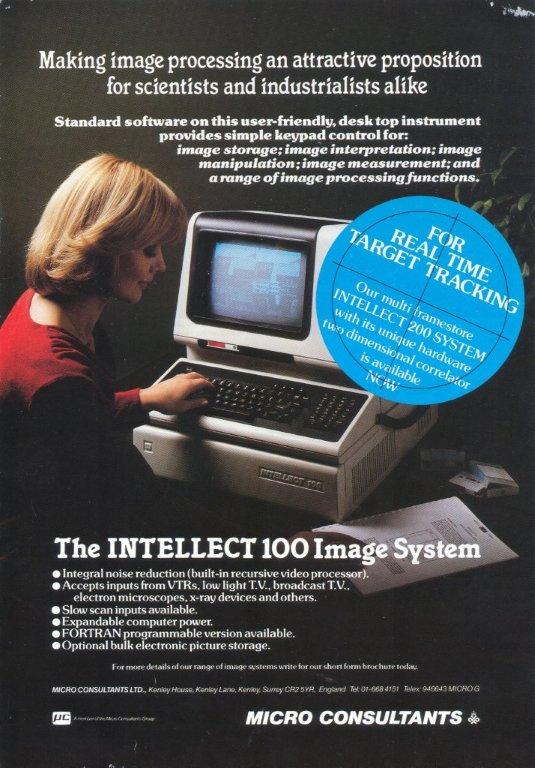 Making image processing an attractive proposition
for scientists and industrialists alike
Standard software on this user-friendly, desk top instrument
provides simple keypad control for:
image storage; image interpretation; image
manipulation; image measurement; and
a range of image processing functions.
FOR
REAL TIME
TARGET TRACKING
Our multi framestore
INTELLECT 200 SYSTEM
with its unique hardware
two dimensional correlator
is available
NOW
INTELLECT 100
The INTELLECT 100 Image System
● Integral noise reduction (built-in recursive video processor).
● Accepts inputs from VTRs, low light T.V., broadcast T.V.,
electron microscopes, x-ray devices and others.
● Slow scan inputs available.
● Expandable computer power.
● FORTRAN programmable version available.
● Optional bulk electronic picture storage.
For more details of our range of image systems write for our short form brochure today.
MICRO CONSULTANTS LTD., Kenley House, Kenley Lane, Kenley, Surrey CR2 5YR, England Tel: 01-668 4151 Telex: 946643 MICRO G
µC A member of the Micro Consultants Group
MICRO CONSULTANTS